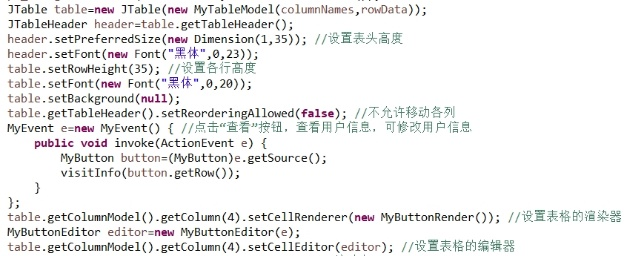 JTable table=new JTable(new MyTableModel(columnNames,rowData));
JTableHeader header=table.getTableHeader();
header.setPreferredSize(new Dimension(1,35)); //设置表头高度
header.setFont(new Font("黑体",0,23));
table.setRowHeight(35); //设置各行高度
table.setFont(new Font("黑体",0,20));
table.setBackground(null);
table.getTableHeader().setReorderingAllowed(false); //不允许移动各列
MyEvent e=new MyEvent() { //点击“查看”按钮，查看用户信息，可修改用户信息
    public void invoke(ActionEvent e) {
        MyButton button=(MyButton)e.getSource();
        visitInfo(button.getRow());
    }
};
table.getColumnModel().getColumn(4).setCellRenderer(new MyButtonRender()); //设置表格的渲染器
MyButtonEditor editor=new MyButtonEditor(e);
table.getColumnModel().getColumn(4).setCellEditor(editor); //设置表格的编辑器